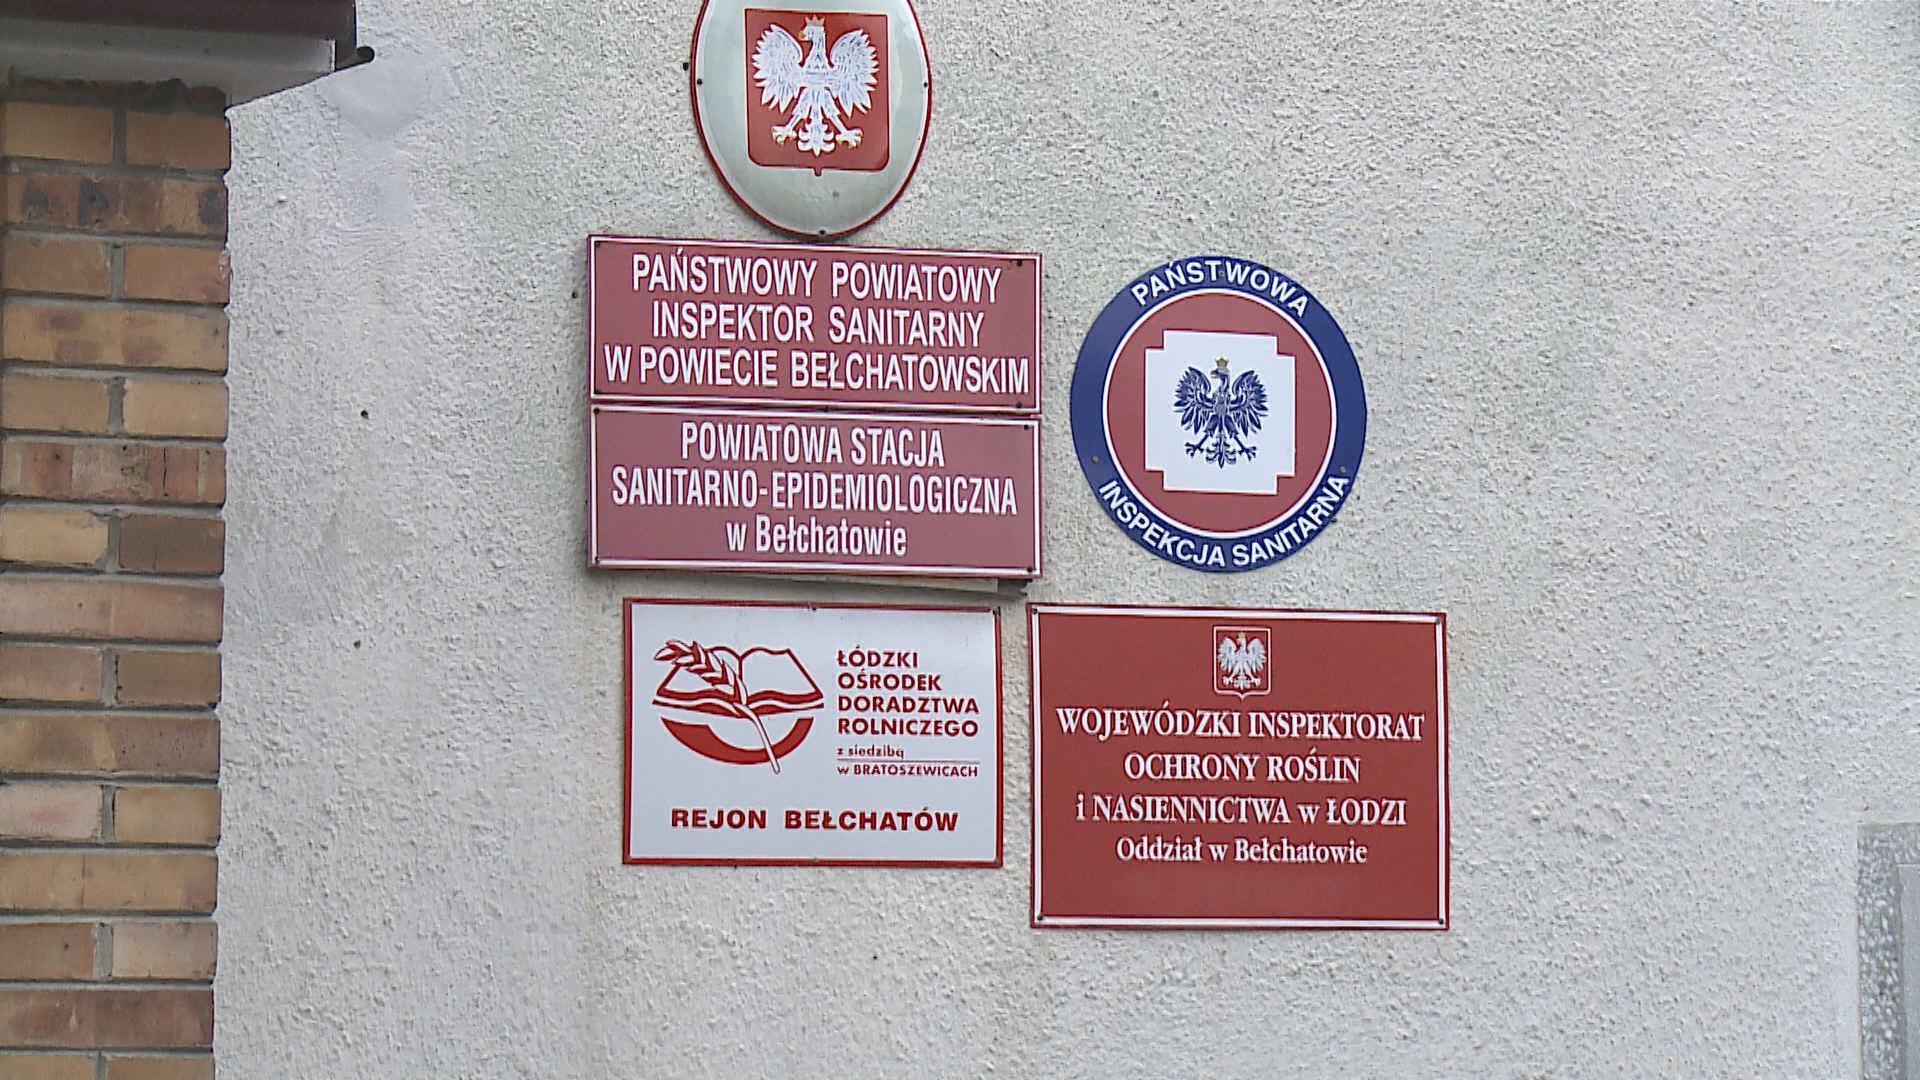 PAŃSTWOWY POWIATOWY
INSPEKTOR SANITARNY
W POWIECIE BEŁCHATOWSKIM
POWIATOWA STACJA
SANITARNO-EPIDEMIOLOGICZNA
w Bełchatowie
PAŃSTWOWA
INSPEKCJA SANITARNA
ŁÓDZKI
OŚRODEK
DORADZTWA
ROLNICZEGO
z siedzibą
w BRATOSZEWICACH
REJON BEŁCHATÓW
WOJEWÓDZKI INSPEKTORAT
OCHRONY ROŚLIN
i NASIENNICTWA w ŁODZI
Oddział w Bełchatowie